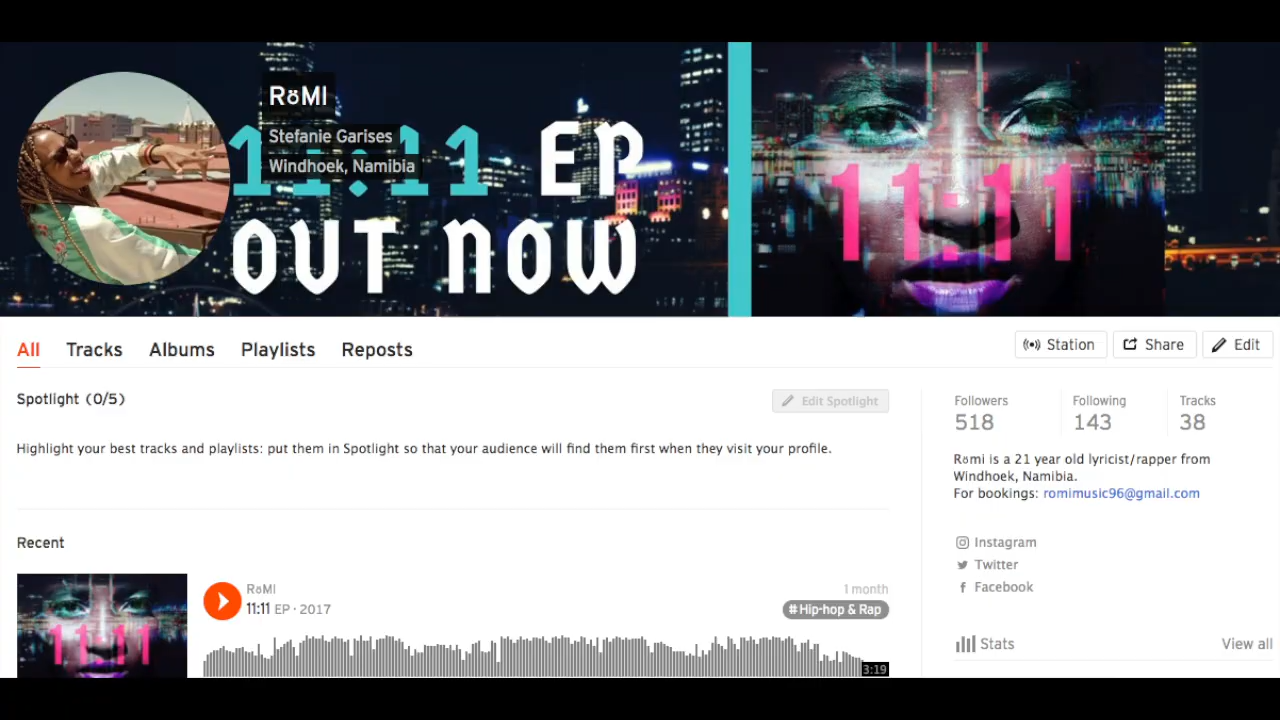 RöMI
Stefanie Garises
Windhoek, Namibia
11:11 EP
OUT NOW
11:11
All Tracks Albums Playlists Reposts
Station Share Edit
Spotlight (0/5)
Edit Spotlight
Highlight your best tracks and playlists: put them in Spotlight so that your audience will find them first when they visit your profile.
Followers Following Tracks
518 143 38
Römi is a 21 year old lyricist/rapper from
Windhoek, Namibia.
For bookings: romimusic96@gmail.com
Instagram
Twitter
Facebook
Stats View all
Recent
11:11
RöMI 1 month
11:11 EP · 2017 # Hip-hop & Rap
3:19